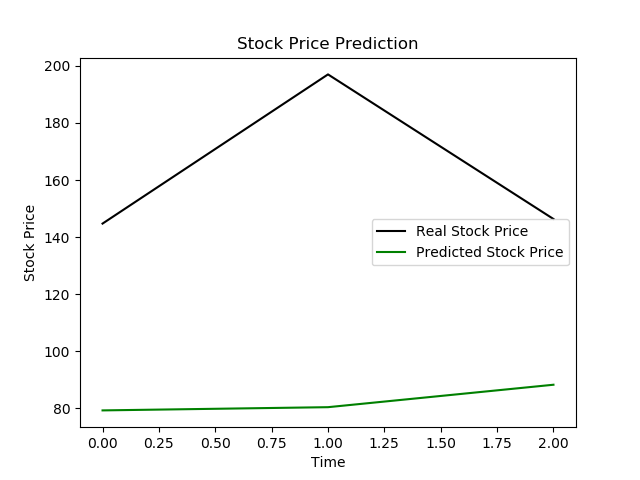 Stock Price Prediction
200
180
160
140
120
100
80
Stock Price
Real Stock Price
Predicted Stock Price
0.00 0.25 0.50 0.75 1.00 1.25 1.50 1.75 2.00
Time